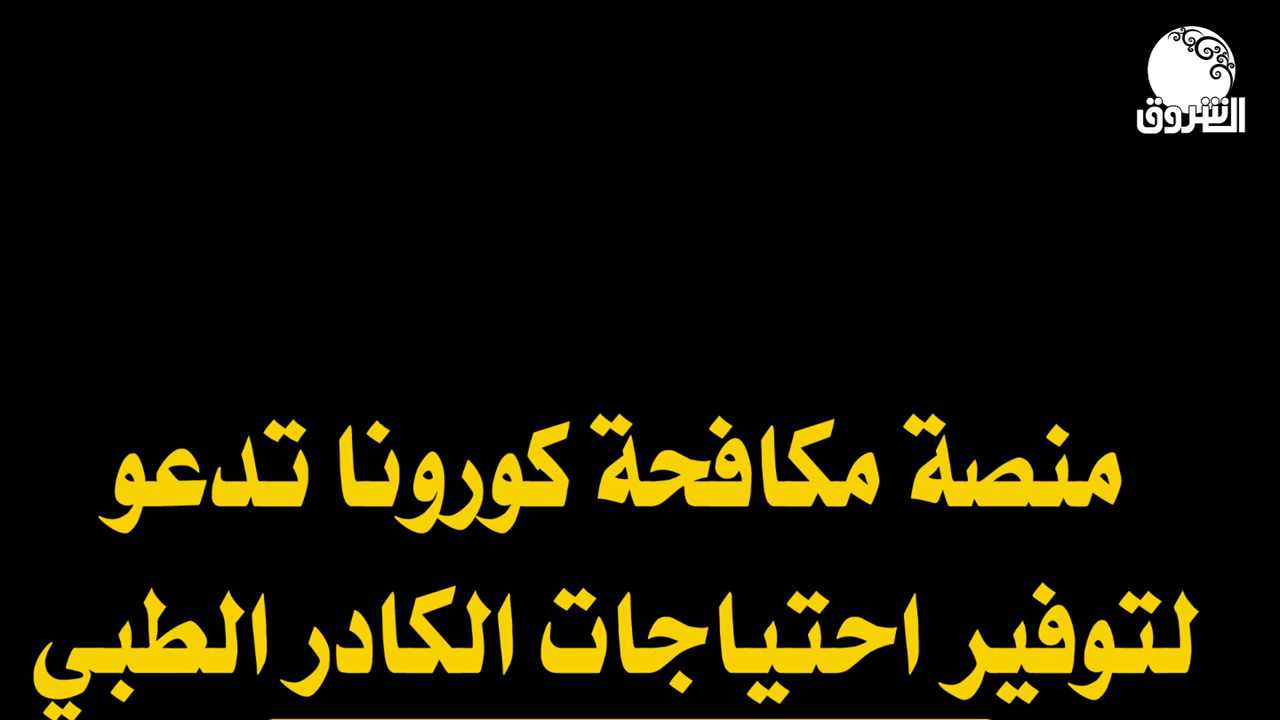 الشروق
منصة مكافحة كورونا تدعو
لتوفير احتياجات الكادر الطبي